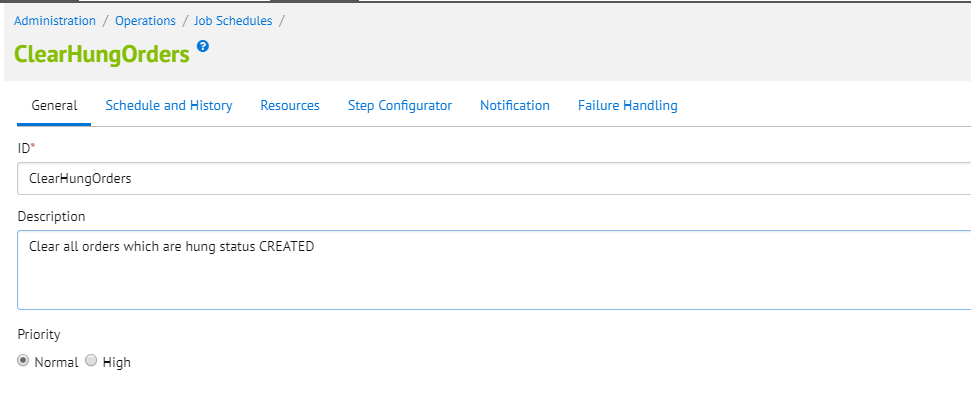 Administration / Operations / Job Schedules /
ClearHungOrders ?
General Schedule and History Resources Step Configurator Notification Failure Handling
ID*
ClearHungOrders
Description
Clear all orders which are hung status CREATED
Priority
Normal High